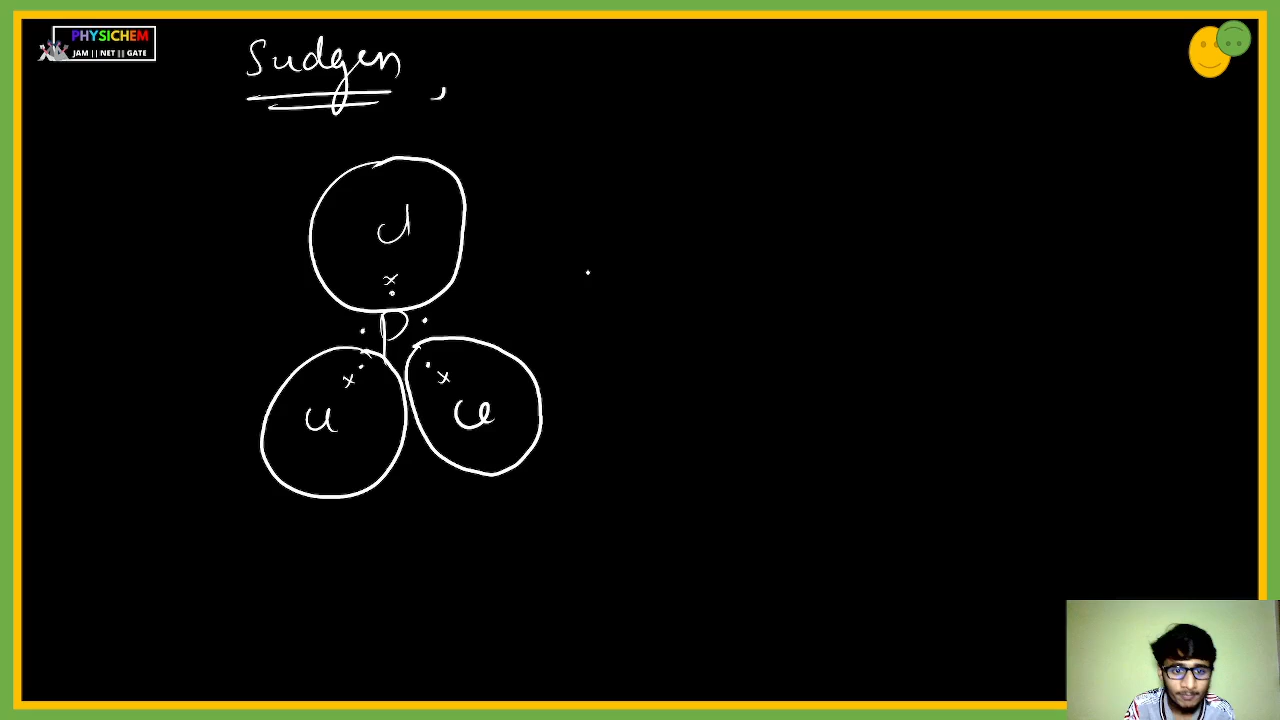 PHYSICHEM
JAM || NET || GATE
Sudgen ,
cl
P
cl
cl